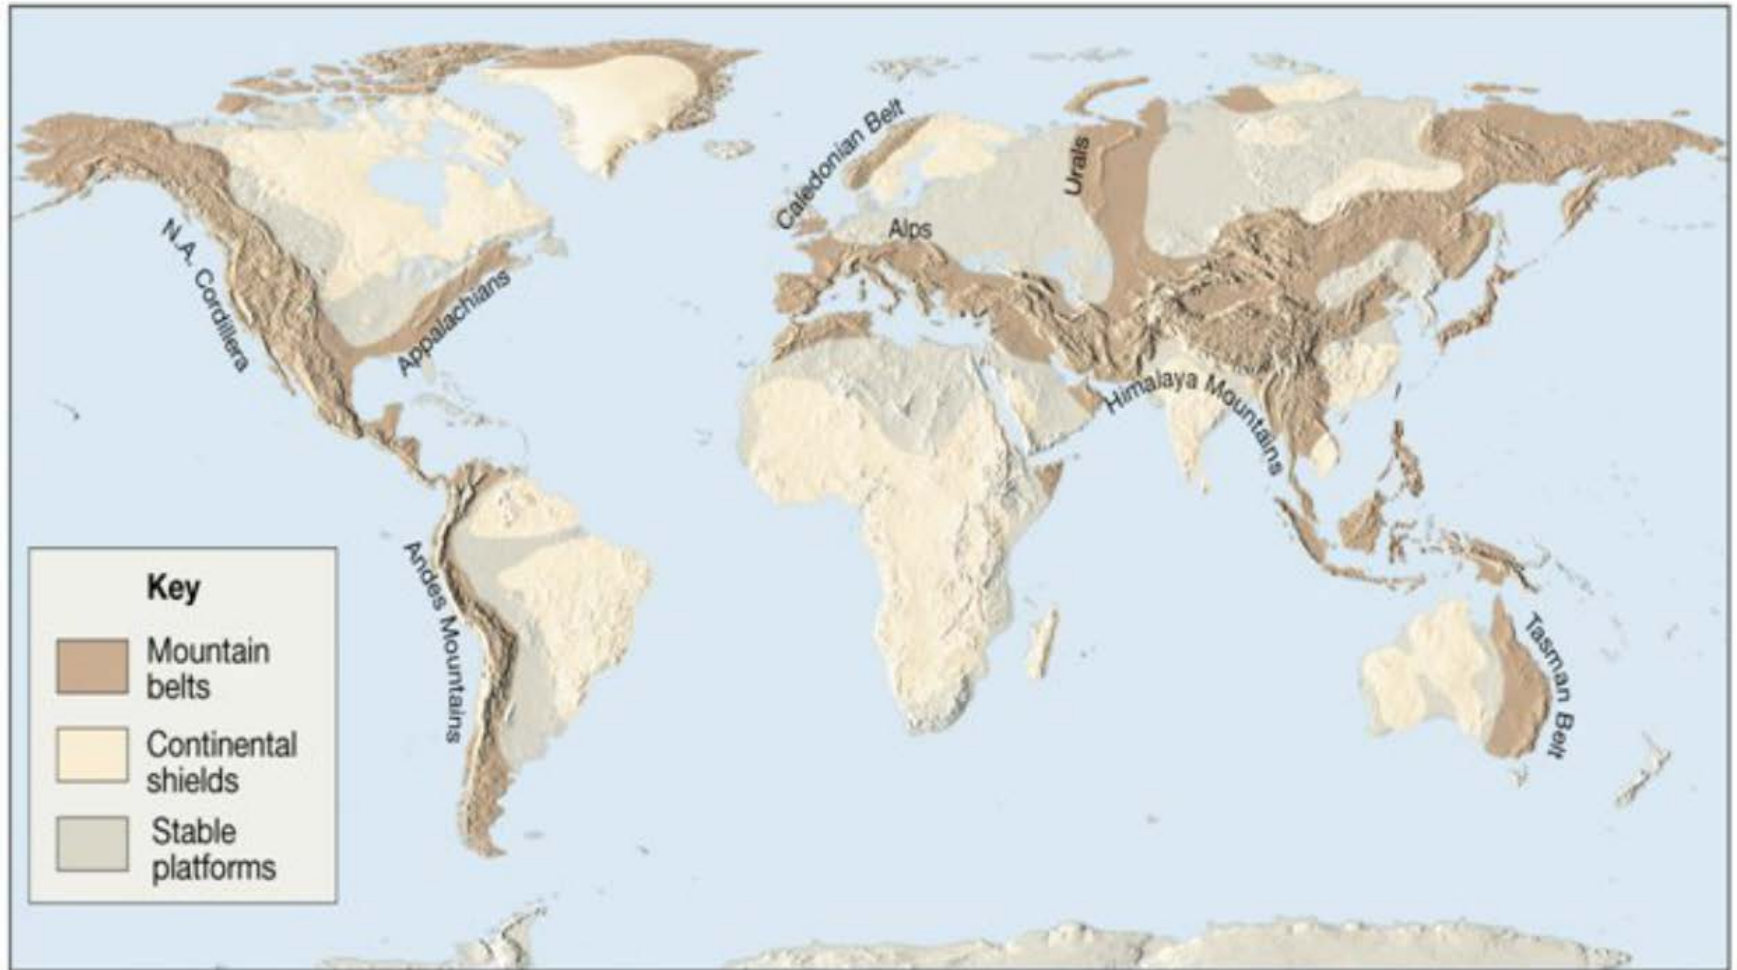 Caledonian Belt
Urals
Alps
N.A. Cordillera
Appalachians
Himalaya Mountains
Andes Mountains
Tasman Belt
Key
Mountain
belts
Continental
shields
Stable
platforms